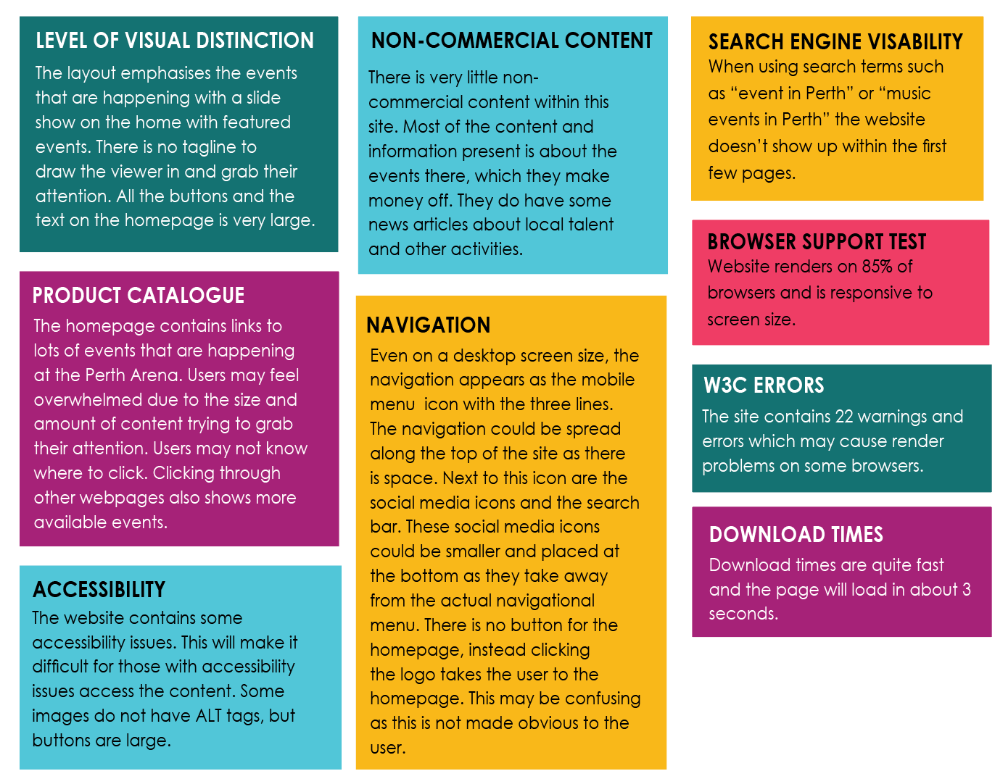 LEVEL OF VISUAL DISTINCTION
The layout emphasises the events
that are happening with a slide
show on the home with featured
events. There is no tagline to
draw the viewer in and grab their
attention. All the buttons and the
text on the homepage is very large.
PRODUCT CATALOGUE
The homepage contains links to
lots of events that are happening
at the Perth Arena. Users may feel
overwhelmed due to the size and
amount of content trying to grab
their attention. Users may not know
where to click. Clicking through
other webpages also shows more
available events.
ACCESSIBILITY
The website contains some
accessibility issues. This will make it
difficult for those with accessibility
issues access the content. Some
images do not have ALT tags, but
buttons are large.
NON-COMMERCIAL CONTENT
There is very little non-
commercial content within this
site. Most of the content and
information present is about the
events there, which they make
money off. They do have some
news articles about local talent
and other activities.
NAVIGATION
Even on a desktop screen size, the
navigation appears as the mobile
menu  icon with the three lines.
The navigation could be spread
along the top of the site as there
is space. Next to this icon are the
social media icons and the search
bar. These social media icons
could be smaller and placed at
the bottom as they take away
from the actual navigational
menu. There is no button for the
homepage, instead clicking
the logo takes the user to the
homepage. This may be confusing
as this is not made obvious to the
user.
SEARCH ENGINE VISABILITY
When using search terms such
as “event in Perth” or “music
events in Perth” the website
doesn’t show up within the first
few pages.
BROWSER SUPPORT TEST
Website renders on 85% of
browsers and is responsive to
screen size.
W3C ERRORS
The site contains 22 warnings and
errors which may cause render
problems on some browsers.
DOWNLOAD TIMES
Download times are quite fast
and the page will load in about 3
seconds.